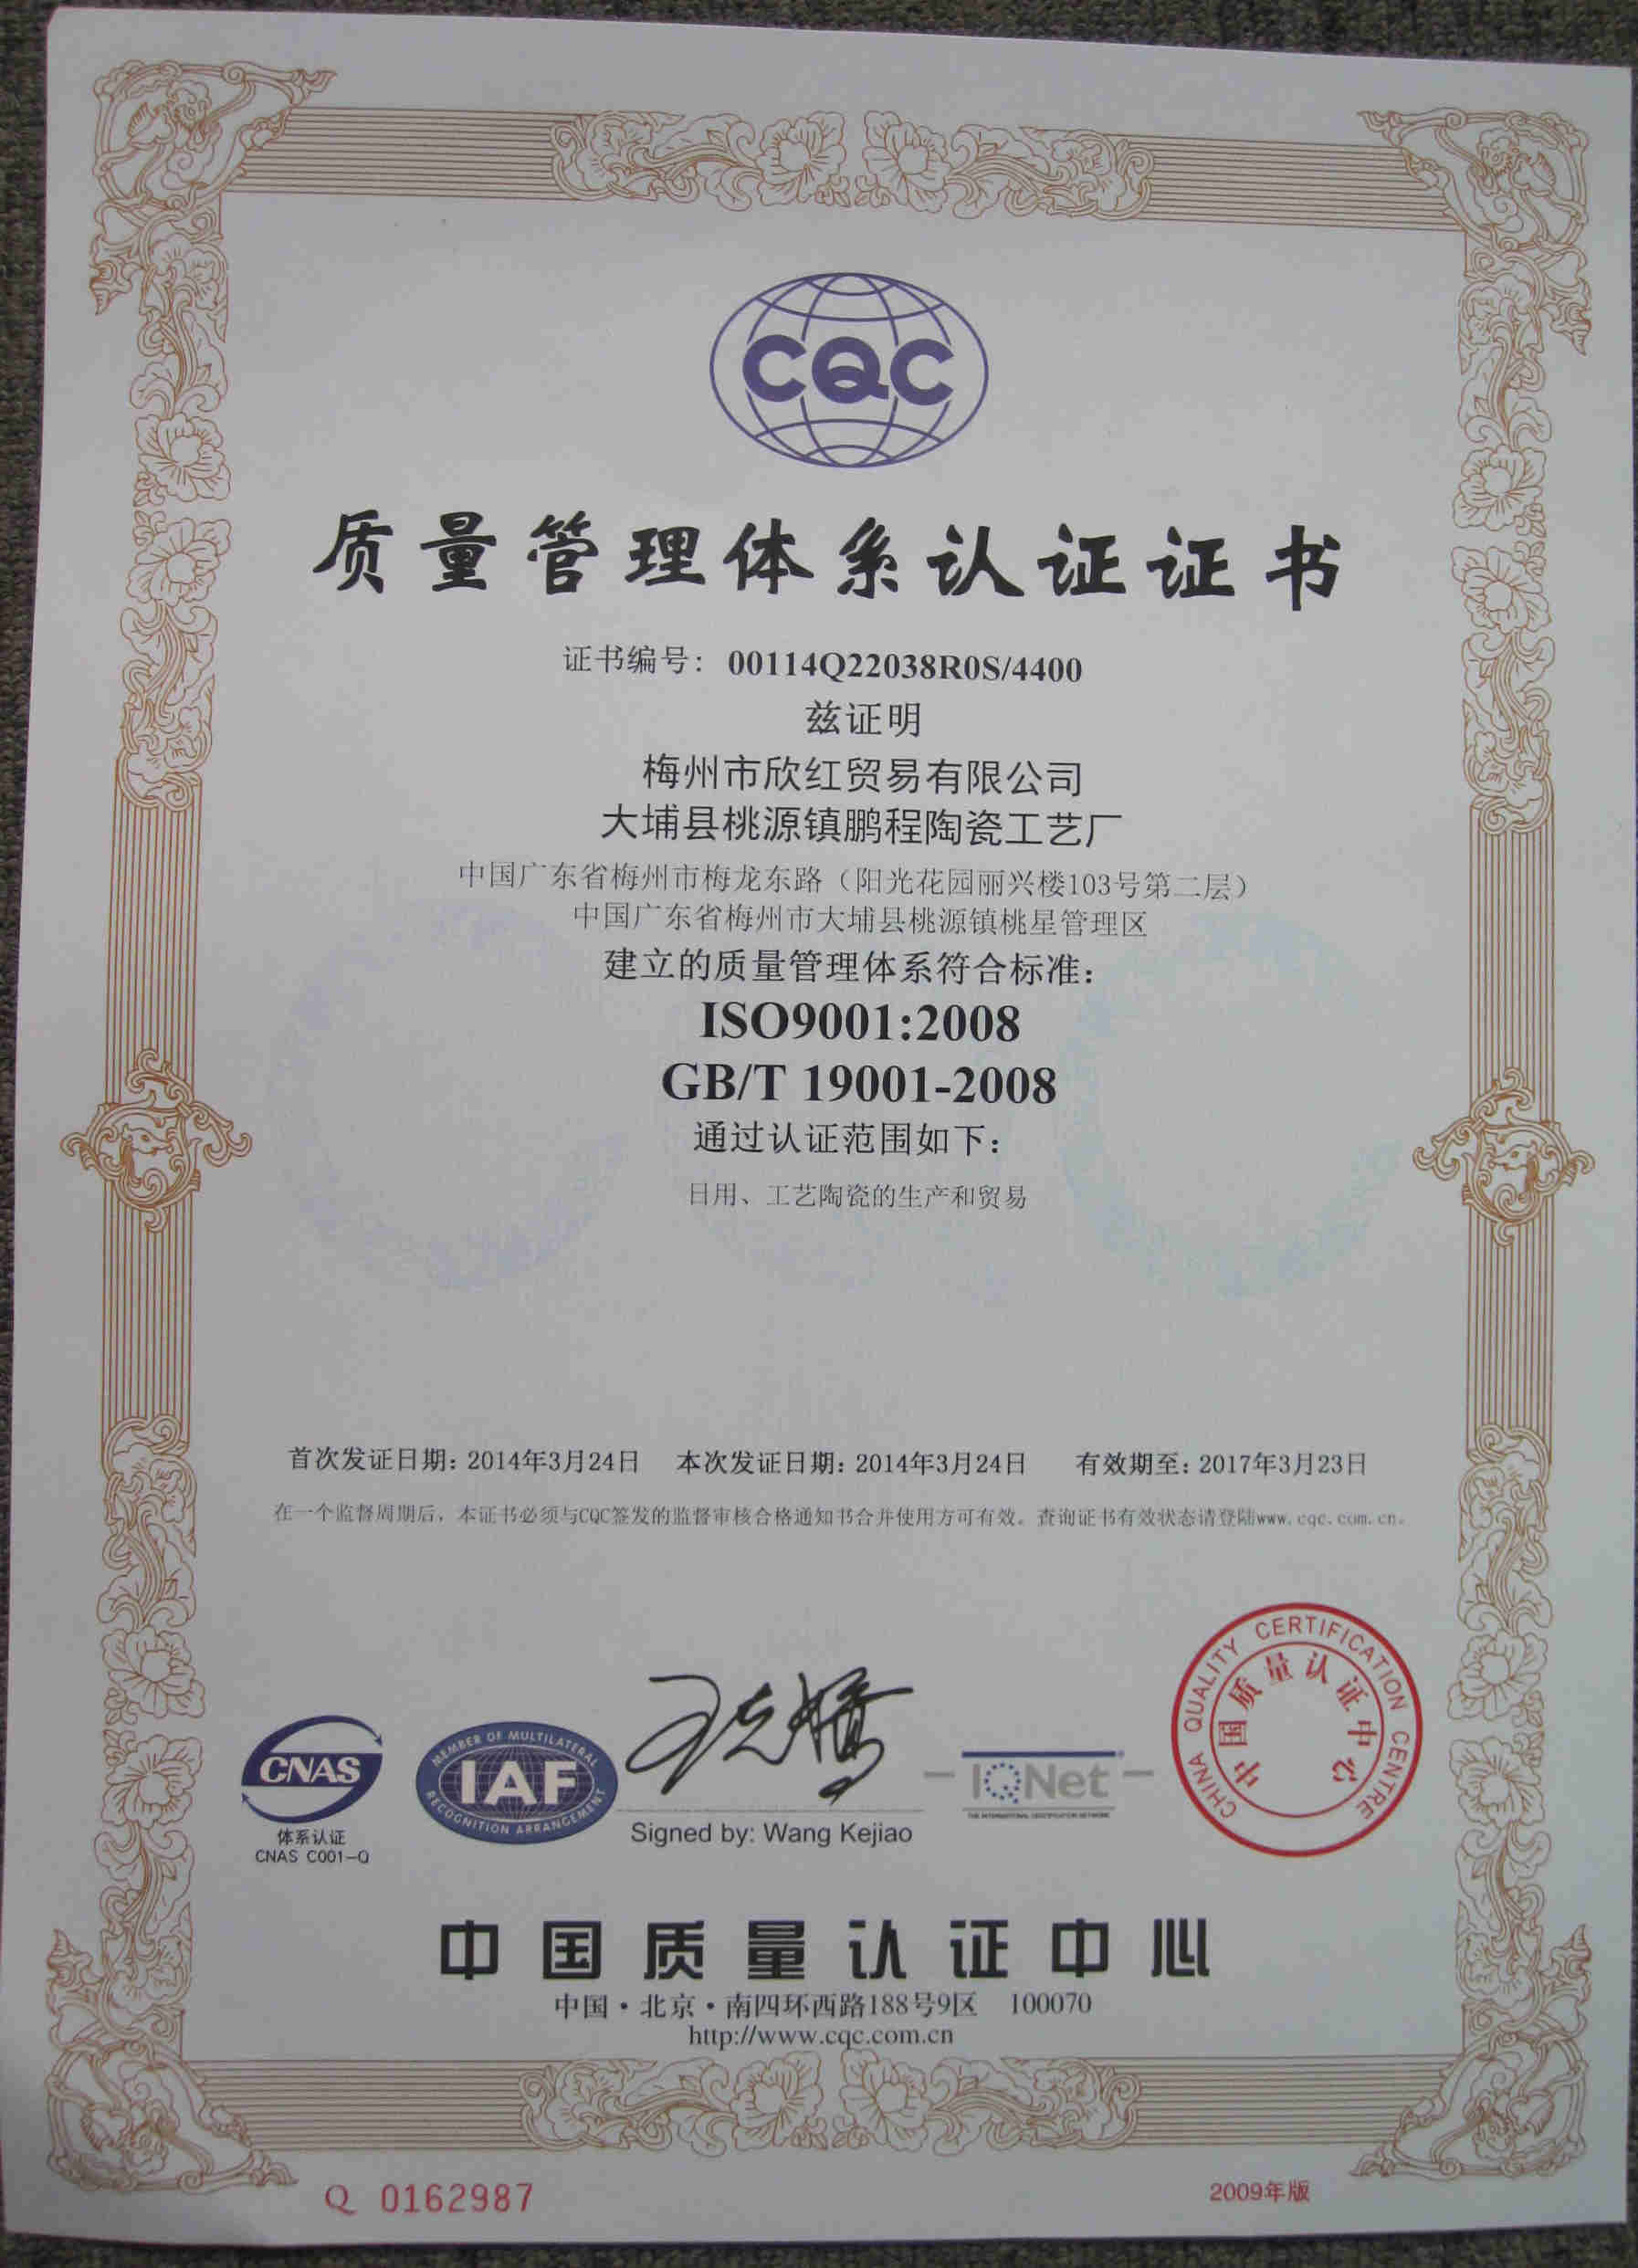 CQC
质量管理体系认证证书
证书编号：00114Q22038R0S/4400
兹证明
梅州市欣红贸易有限公司
大埔县桃源镇鹏程陶瓷工艺厂
中国广东省梅州市梅龙东路（阳光花园丽兴楼103号第二层）
中国广东省梅州市大埔县桃源镇桃星管理区
建立的质量管理体系符合标准：
ISO9001:2008
GB/T 19001-2008
通过认证范围如下：
日用、工艺陶瓷的生产和贸易
首次发证日期：2014年3月24日 本次发证日期：2014年3月24日 有效期至：2017年3月23日
在一个监督周期后，本证书必须与CQC签发的监督审核合格通知书合并使用方可有效。查询证书有效状态请登陆www.cqc.com.cn。
CNAS
体系认证
CNAS C001-Q
MEMBER OF MULTILATERAL
IAF
RECOGNITION ARRANGEMENT
Signed by: Wang Kejiao
IQNet
THE INTERNATIONAL CERTIFICATION NETWORK
CHINA QUALITY CERTIFICATION CENTRE
中国质量认证中心
中国质量认证中心
中国·北京·南四环西路188号9区 100070
http://www.cqc.com.cn
Q 0162987
2009年版